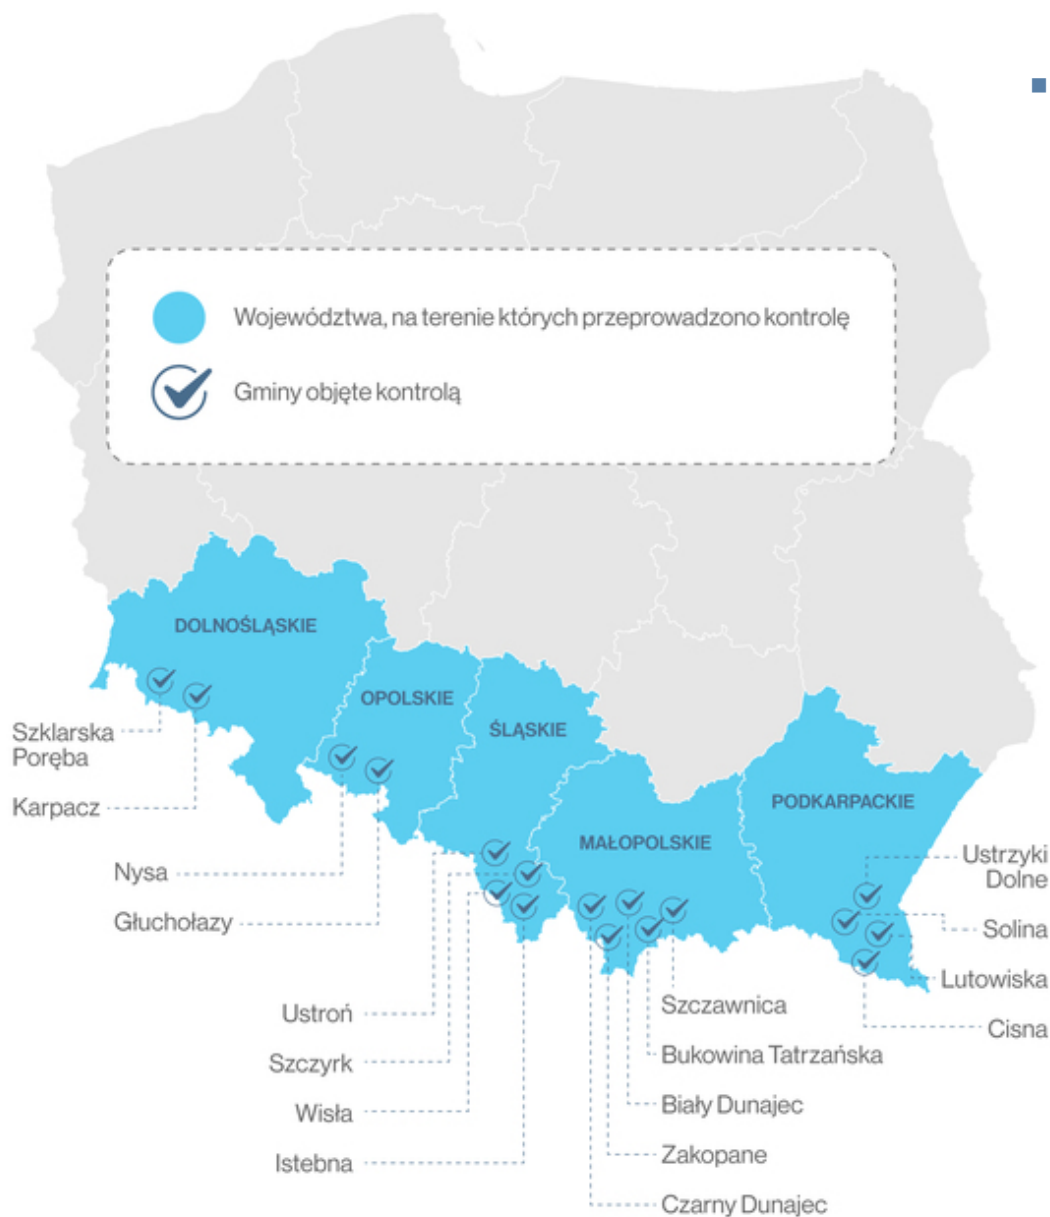 Województwa, na terenie których przeprowadzono kontrolę
Gminy objęte kontrolą
DOLNOŚLĄSKIE
OPOLSKIE
ŚLĄSKIE
MAŁOPOLSKIE
PODKARPACKIE
Szklarska
Poręba
Karpacz
Nysa
Głuchołazy
Ustroń
Szczyrk
Wisła
Istebna
Szczawnica
Bukowina Tatrzańska
Biały Dunajec
Zakopane
Czarny Dunajec
Ustrzyki
Dolne
Solina
Lutowiska
Cisna